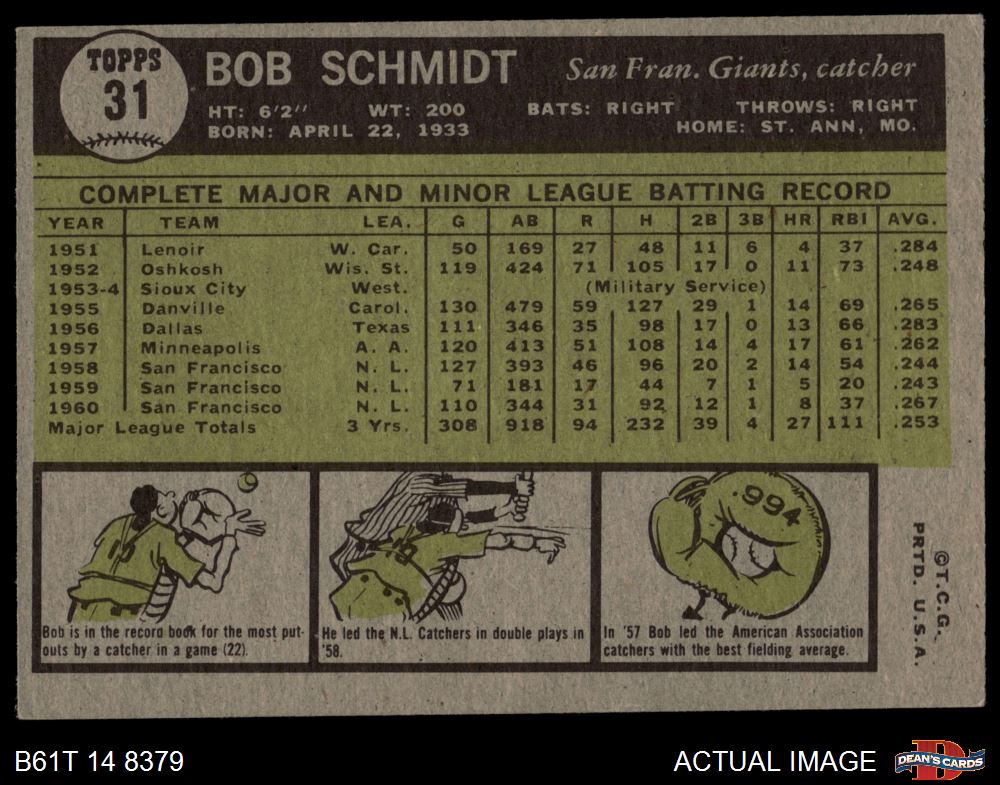 TOPPS
31
BOB SCHMIDT San Fran. Giants, catcher
HT: 6'2" WT: 200 BATS: RIGHT THROWS: RIGHT
BORN: APRIL 22, 1933 HOME: ST. ANN, MO.
COMPLETE MAJOR AND MINOR LEAGUE BATTING RECORD
YEAR TEAM LEA. G AB R H 2B 3B HR RBI AVG.
1951 Lenoir W. Car. 50 169 27 48 11 6 4 37 .284
1952 Oshkosh Wis. St. 119 424 71 105 17 0 11 73 .248
1953-4 Sioux City West. (Military Service)
1955 Danville Carol. 130 479 59 127 29 1 14 69 .265
1956 Dallas Texas 111 346 35 98 17 0 13 66 .283
1957 Minneapolis A. A. 120 413 51 108 14 4 17 61 .262
1958 San Francisco N. L. 127 393 46 96 20 2 14 54 .244
1959 San Francisco N. L. 71 181 17 44 7 1 5 20 .243
1960 San Francisco N. L. 110 344 31 92 12 1 8 37 .267
Major League Totals 3 Yrs. 308 918 94 232 39 4 27 111 .253
Bob is in the record book for the most put-
outs by a catcher in a game (22).
He led the N.L. Catchers in double plays in
'58.
.994
In '57 Bob led the American Association
catchers with the best fielding average.
©T.C.G.
PRTD. U.S.A.
B61T 14 8379 ACTUAL IMAGE DEAN'S CARDS